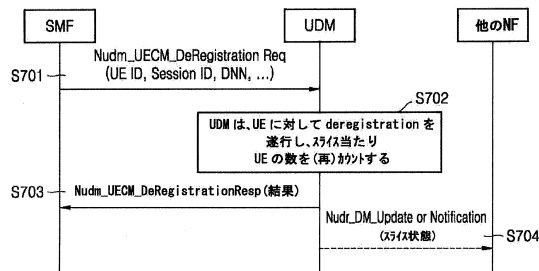 SMF
UDM
他のNF
Nudm_UECM_DeRegistration Req
(UE ID, Session ID, DNN, ...)
S701
S702
UDMは、UEに対してderegistrationを
遂行し、スライス当たり
UEの数を(再)カウントする
S703
Nudm_UECM_DeRegistrationResp(結果)
Nudr_DM_Update or Notification
(スライス状態)
S704